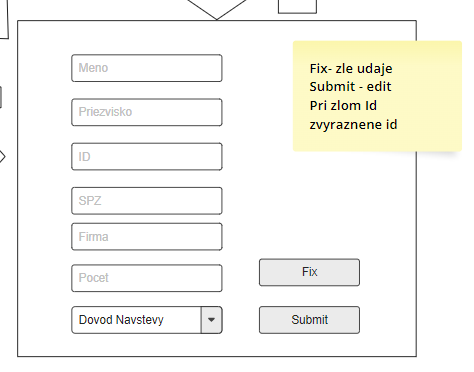 Meno
Priezvisko
ID
SPZ
Firma
Pocet
Dovod Navstevy
Fix
Submit
Fix- zle udaje
Submit - edit
Pri zlom Id
zvyraznene id